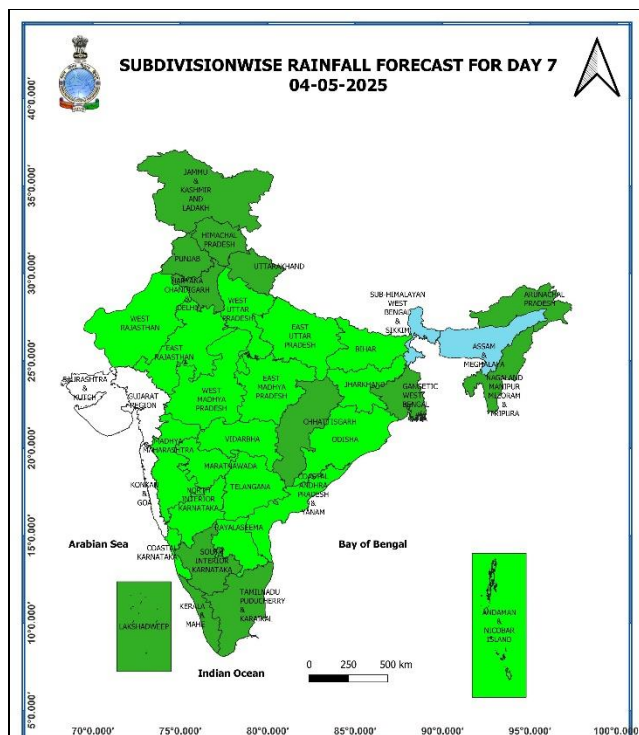 SUBDIVISIONWISE RAINFALL FORECAST FOR DAY 7
04-05-2025
40°0.000'
35°0.000'
30°0.000'
25°0.000'
20°0.000'
15°0.000'
10°0.000'
5°0.000'
JAMMU
&
KASHMIR
AND
LADAKH
HIMACHAL
PRADESH
PUNJAB
UTTARAKHAND
HARYANA
CHANDIGARH
&
DELHI
WEST
UTTAR
PRADESH
WEST
RAJASTHAN
EAST
RAJASTHAN
EAST
UTTAR
PRADESH
BIHAR
SUB-HIMALAYAN
WEST
BENGAL
&
SIKKIM
ARUNACHAL
PRADESH
ASSAM
&
MEGHALAYA
NAGALAND
MANIPUR
MIZORAM
&
TRIPURA
SAURASHTRA
&
KUTCH
GUJARAT
REGION
WEST
MADHYA
PRADESH
EAST
MADHYA
PRADESH
JHARKHAND
GANGETIC
WEST
BENGAL
CHHATTISGARH
ODISHA
MADHYA
MAHARASHTRA
VIDARBHA
MARATHAWADA
KONKAN
&
GOA
NORTH
INTERIOR
KARNATAKA
TELANGANA
COASTAL
ANDHRA
PRADESH
&
YANAM
RAYALASEEMA
COASTAL
KARNATAKA
SOUTH
INTERIOR
KARNATAKA
Arabian Sea
Bay of Bengal
LAKSHADWEEP
KERALA
&
MAHE
TAMILNADU
PUDUCHERRY
&
KARAIKAL
ANDAMAN
&
NICOBAR
ISLAND
Indian Ocean
0 250 500 km
70°0.000' 75°0.000' 80°0.000' 85°0.000' 90°0.000' 95°0.000' 100°0.000'